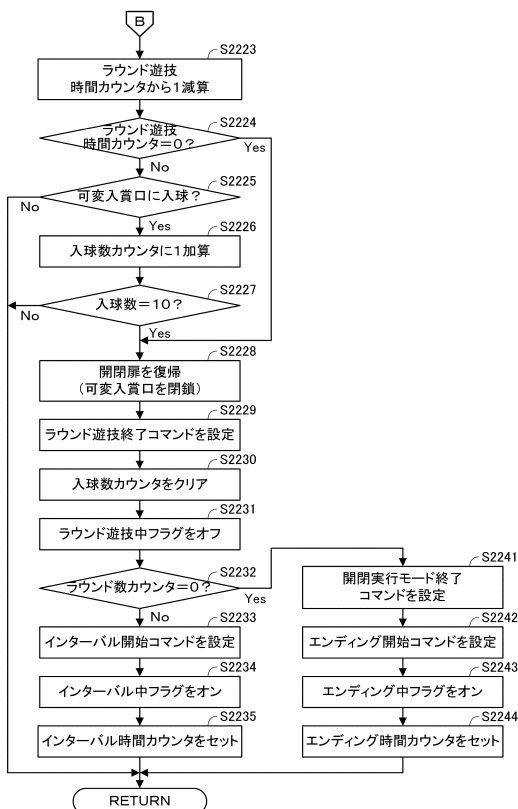 B
S2223
ラウンド遊技
時間カウンタから1減算
S2224
ラウンド遊技
時間カウンタ=0?
Yes
No
S2225
可変入賞口に入球?
No
Yes
S2226
入球数カウンタに1加算
S2227
入球数=10?
No
Yes
S2228
開閉扉を復帰
(可変入賞口を閉鎖)
S2229
ラウンド遊技終了コマンドを設定
S2230
入球数カウンタをクリア
S2231
ラウンド遊技中フラグをオフ
S2232
ラウンド数カウンタ=0?
Yes
No
S2233
インターバル開始コマンドを設定
S2234
インターバル中フラグをオン
S2235
インターバル時間カウンタをセット
S2241
開閉実行モード終了
コマンドを設定
S2242
エンディング開始コマンドを設定
S2243
エンディング中フラグをオン
S2244
エンディング時間カウンタをセット
RETURN